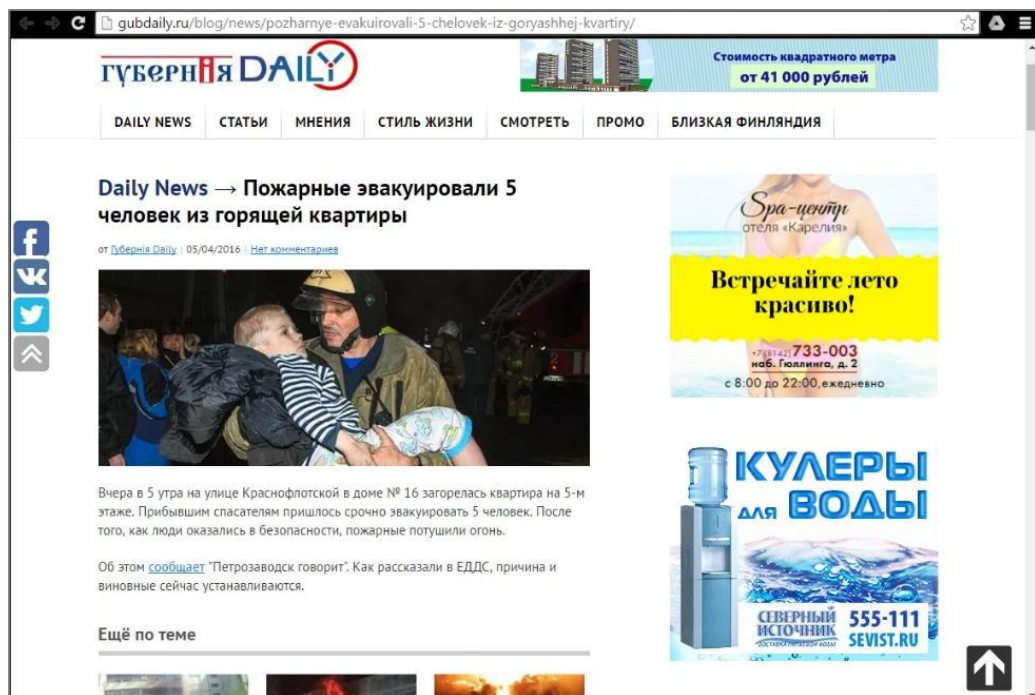 gubdaily.ru/blog/news/pozharnye-evakuirovali-5-chelovek-iz-goryashhej-kvartiry/
губернія DAILY
Стоимость квадратного метра
от 41 000 рублей
DAILY NEWS СТАТЬИ МНЕНИЯ СТИЛЬ ЖИЗНИ СМОТРЕТЬ ПРОМО БЛИЗКАЯ ФИНЛЯНДИЯ
Daily News → Пожарные эвакуировали 5
человек из горящей квартиры
от Губернiя Daily | 05/04/2016 | Нет комментариев
Вчера в 5 утра на улице Краснофлотской в доме № 16 загорелась квартира на 5-м
этаже. Прибывшим спасателям пришлось срочно эвакуировать 5 человек. После
того, как люди оказались в безопасности, пожарные потушили огонь.
Об этом сообщает "Петрозаводск говорит". Как рассказали в ЕДДС, причина и
виновные сейчас устанавливаются.
Ещё по теме
Spa-центр
отеля «Карелия»
Встречайте лето
красиво!
+7(8142)733-003
наб. Гюллинга, д. 2
с 8:00 до 22:00, ежедневно
КУЛЕРЫ
ДЛЯ ВОДЫ
СЕВЕРНЫЙ
ИСТОЧНИК
ДОСТАВКА ПИТЬЕВОЙ ВОДЫ
555-111
SEVIST.RU